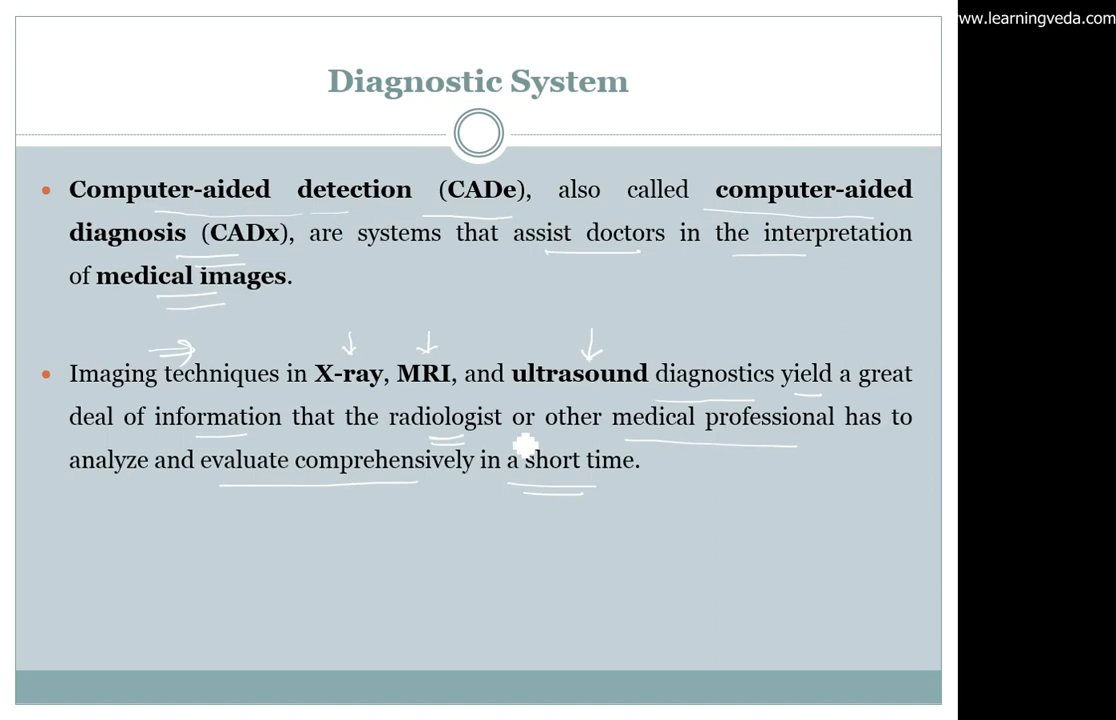 ww.learningveda.com
Diagnostic System
• Computer-aided detection (CADe), also called computer-aided
diagnosis (CADx), are systems that assist doctors in the interpretation
of medical images.
• Imaging techniques in X-ray, MRI, and ultrasound diagnostics yield a great
deal of information that the radiologist or other medical professional has to
analyze and evaluate comprehensively in a short time.